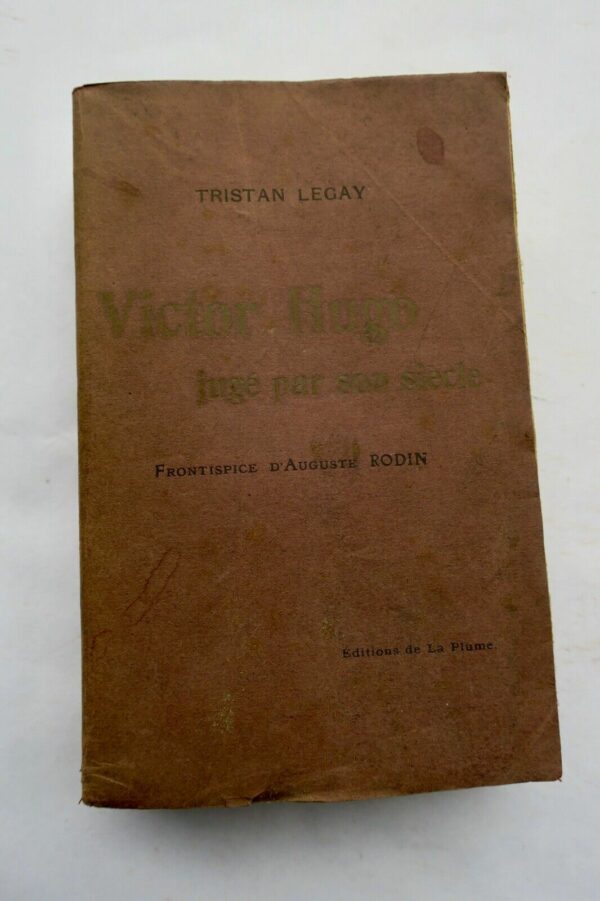 TRISTAN LEGAY
Victor Hugo
jugé par son siècle
FRONTISPICE D'AUGUSTE RODIN
Éditions de La Plume.